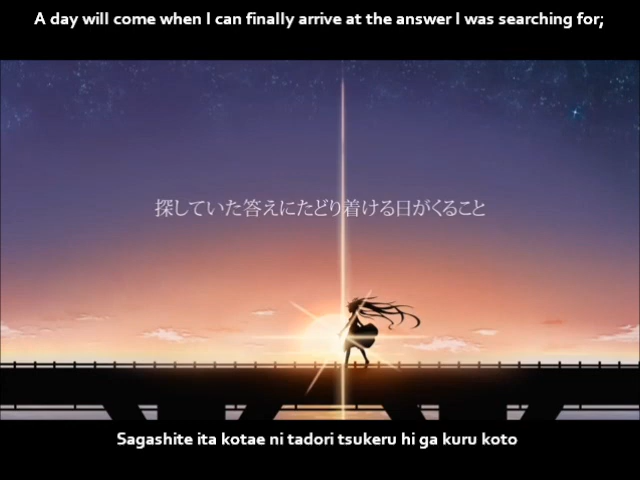 A day will come when I can finally arrive at the answer I was searching for;
探していた答えにたどり着ける日がくること
Sagashite ita kotae ni tadori tsukeru hi ga kuru koto